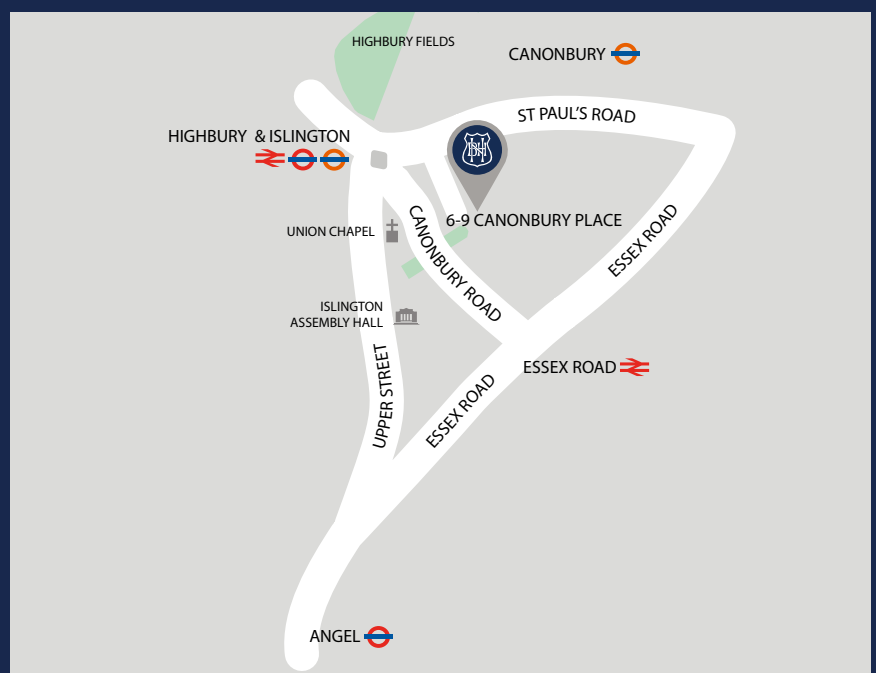 HIGHBURY FIELDS
CANONBURY
ST PAUL'S ROAD
HIGHBURY & ISLINGTON
6-9 CANONBURY PLACE
UNION CHAPEL
CANONBURY ROAD
ESSEX ROAD
ISLINGTON
ASSEMBLY HALL
UPPER STREET
ESSEX ROAD
ESSEX ROAD
ANGEL